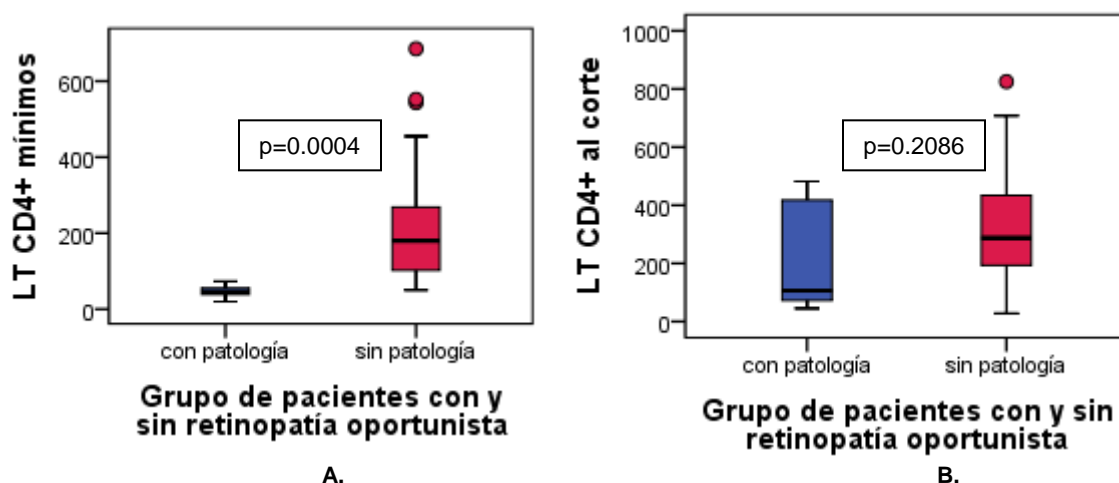 LT CD4+ mínimos
600
400
200
0
p=0.0004
con patología
sin patología
Grupo de pacientes con y
sin retinopatía oportunista
A.
LT CD4+ al corte
1000
800
600
400
200
0
p=0.2086
con patología
sin patología
Grupo de pacientes con y sin
retinopatía oportunista
B.